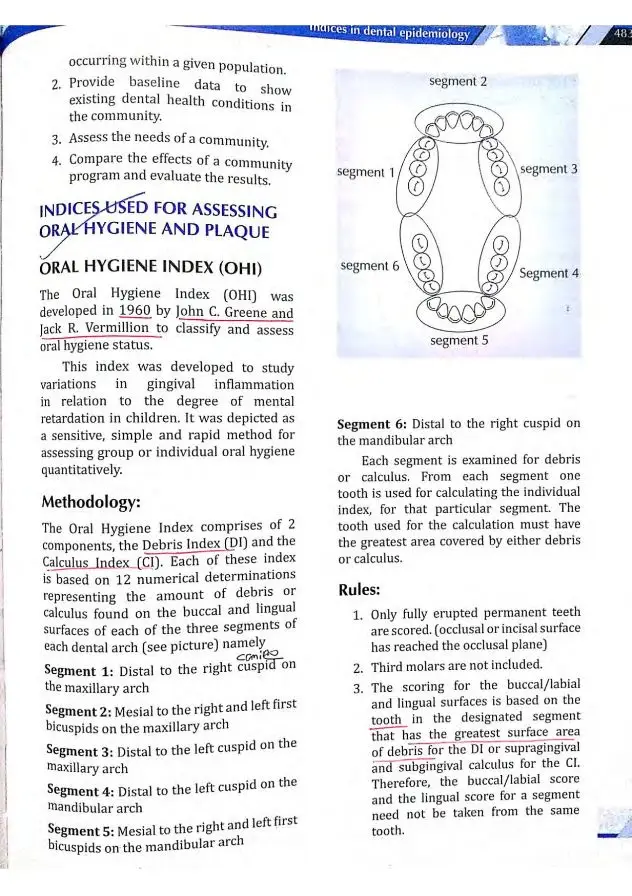 Indices in dental epidemiology
483
occurring within a given population.
2. Provide baseline data to show
existing dental health conditions in
the community.
3. Assess the needs of a community.
4. Compare the effects of a community
program and evaluate the results.
INDICES USED FOR ASSESSING
ORAL HYGIENE AND PLAQUE
ORAL HYGIENE INDEX (OHI)
The Oral Hygiene Index (OHI) was
developed in 1960 by John C. Greene and
Jack R. Vermillion to classify and assess
oral hygiene status.
This index was developed to study
variations in gingival inflammation
in relation to the degree of mental
retardation in children. It was depicted as
a sensitive, simple and rapid method for
assessing group or individual oral hygiene
quantitatively.
Methodology:
The Oral Hygiene Index comprises of 2
components, the Debris Index (DI) and the
Calculus Index (CI). Each of these index
is based on 12 numerical determinations
representing the amount of debris or
calculus found on the buccal and lingual
surfaces of each of the three segments of
each dental arch (see picture) namely
Segment 1: Distal to the right cuspid on
the maxillary arch
Segment 2: Mesial to the right and left first
bicuspids on the maxillary arch
Segment 3: Distal to the left cuspid on the
maxillary arch
Segment 4: Distal to the left cuspid on the
mandibular arch
Segment 5: Mesial to the right and left first
bicuspids on the mandibular arch
segment 2
segment 1
segment 3
segment 6
Segment 4
segment 5
Segment 6: Distal to the right cuspid on
the mandibular arch
Each segment is examined for debris
or calculus. From each segment one
tooth is used for calculating the individual
index, for that particular segment. The
tooth used for the calculation must have
the greatest area covered by either debris
or calculus.
Rules:
1. Only fully erupted permanent teeth
are scored. (occlusal or incisal surface
has reached the occlusal plane)
2. Third molars are not included.
3. The scoring for the buccal/labial
and lingual surfaces is based on the
tooth in the designated segment
that has the greatest surface area
of debris for the DI or supragingival
and subgingival calculus for the CI.
Therefore, the buccal/labial score
and the lingual score for a segment
need not be taken from the same
tooth.